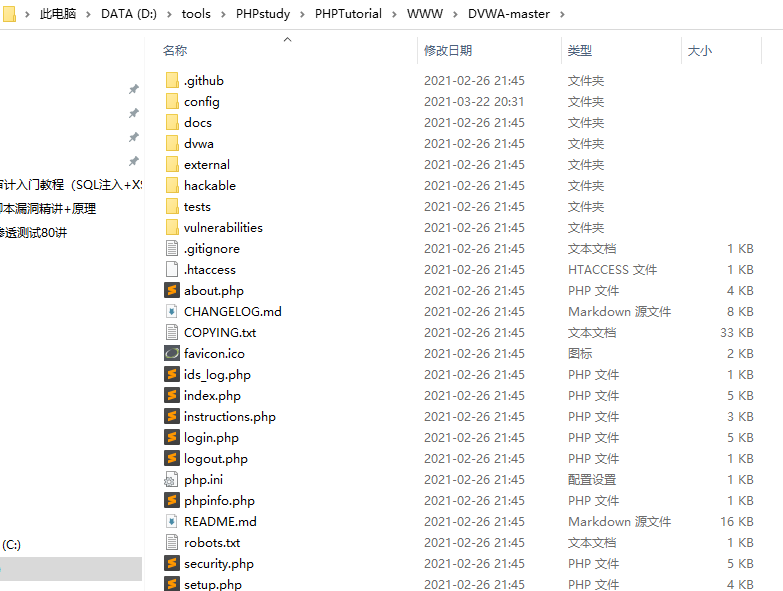 此电脑 > DATA (D:) > tools > PHPstudy > PHPTutorial > WWW > DVWA-master >
名称 修改日期 类型 大小
.github 2021-02-26 21:45 文件夹
config 2021-03-22 20:31 文件夹
docs 2021-02-26 21:45 文件夹
dvwa 2021-02-26 21:45 文件夹
external 2021-02-26 21:45 文件夹
hackable 2021-02-26 21:45 文件夹
tests 2021-02-26 21:45 文件夹
vulnerabilities 2021-02-26 21:45 文件夹
.gitignore 2021-02-26 21:45 文本文档 1 KB
.htaccess 2021-02-26 21:45 HTACCESS 文件 1 KB
about.php 2021-02-26 21:45 PHP 文件 4 KB
CHANGELOG.md 2021-02-26 21:45 Markdown 源文件 8 KB
COPYING.txt 2021-02-26 21:45 文本文档 33 KB
favicon.ico 2021-02-26 21:45 图标 2 KB
ids_log.php 2021-02-26 21:45 PHP 文件 1 KB
index.php 2021-02-26 21:45 PHP 文件 5 KB
instructions.php 2021-02-26 21:45 PHP 文件 3 KB
login.php 2021-02-26 21:45 PHP 文件 5 KB
logout.php 2021-02-26 21:45 PHP 文件 1 KB
php.ini 2021-02-26 21:45 配置设置 1 KB
phpinfo.php 2021-02-26 21:45 PHP 文件 1 KB
README.md 2021-02-26 21:45 Markdown 源文件 16 KB
robots.txt 2021-02-26 21:45 文本文档 1 KB
security.php 2021-02-26 21:45 PHP 文件 5 KB
setup.php 2021-02-26 21:45 PHP 文件 4 KB
计入门教程（SQL注入+XS
本漏洞精讲+原理
透测试80讲
(C:)